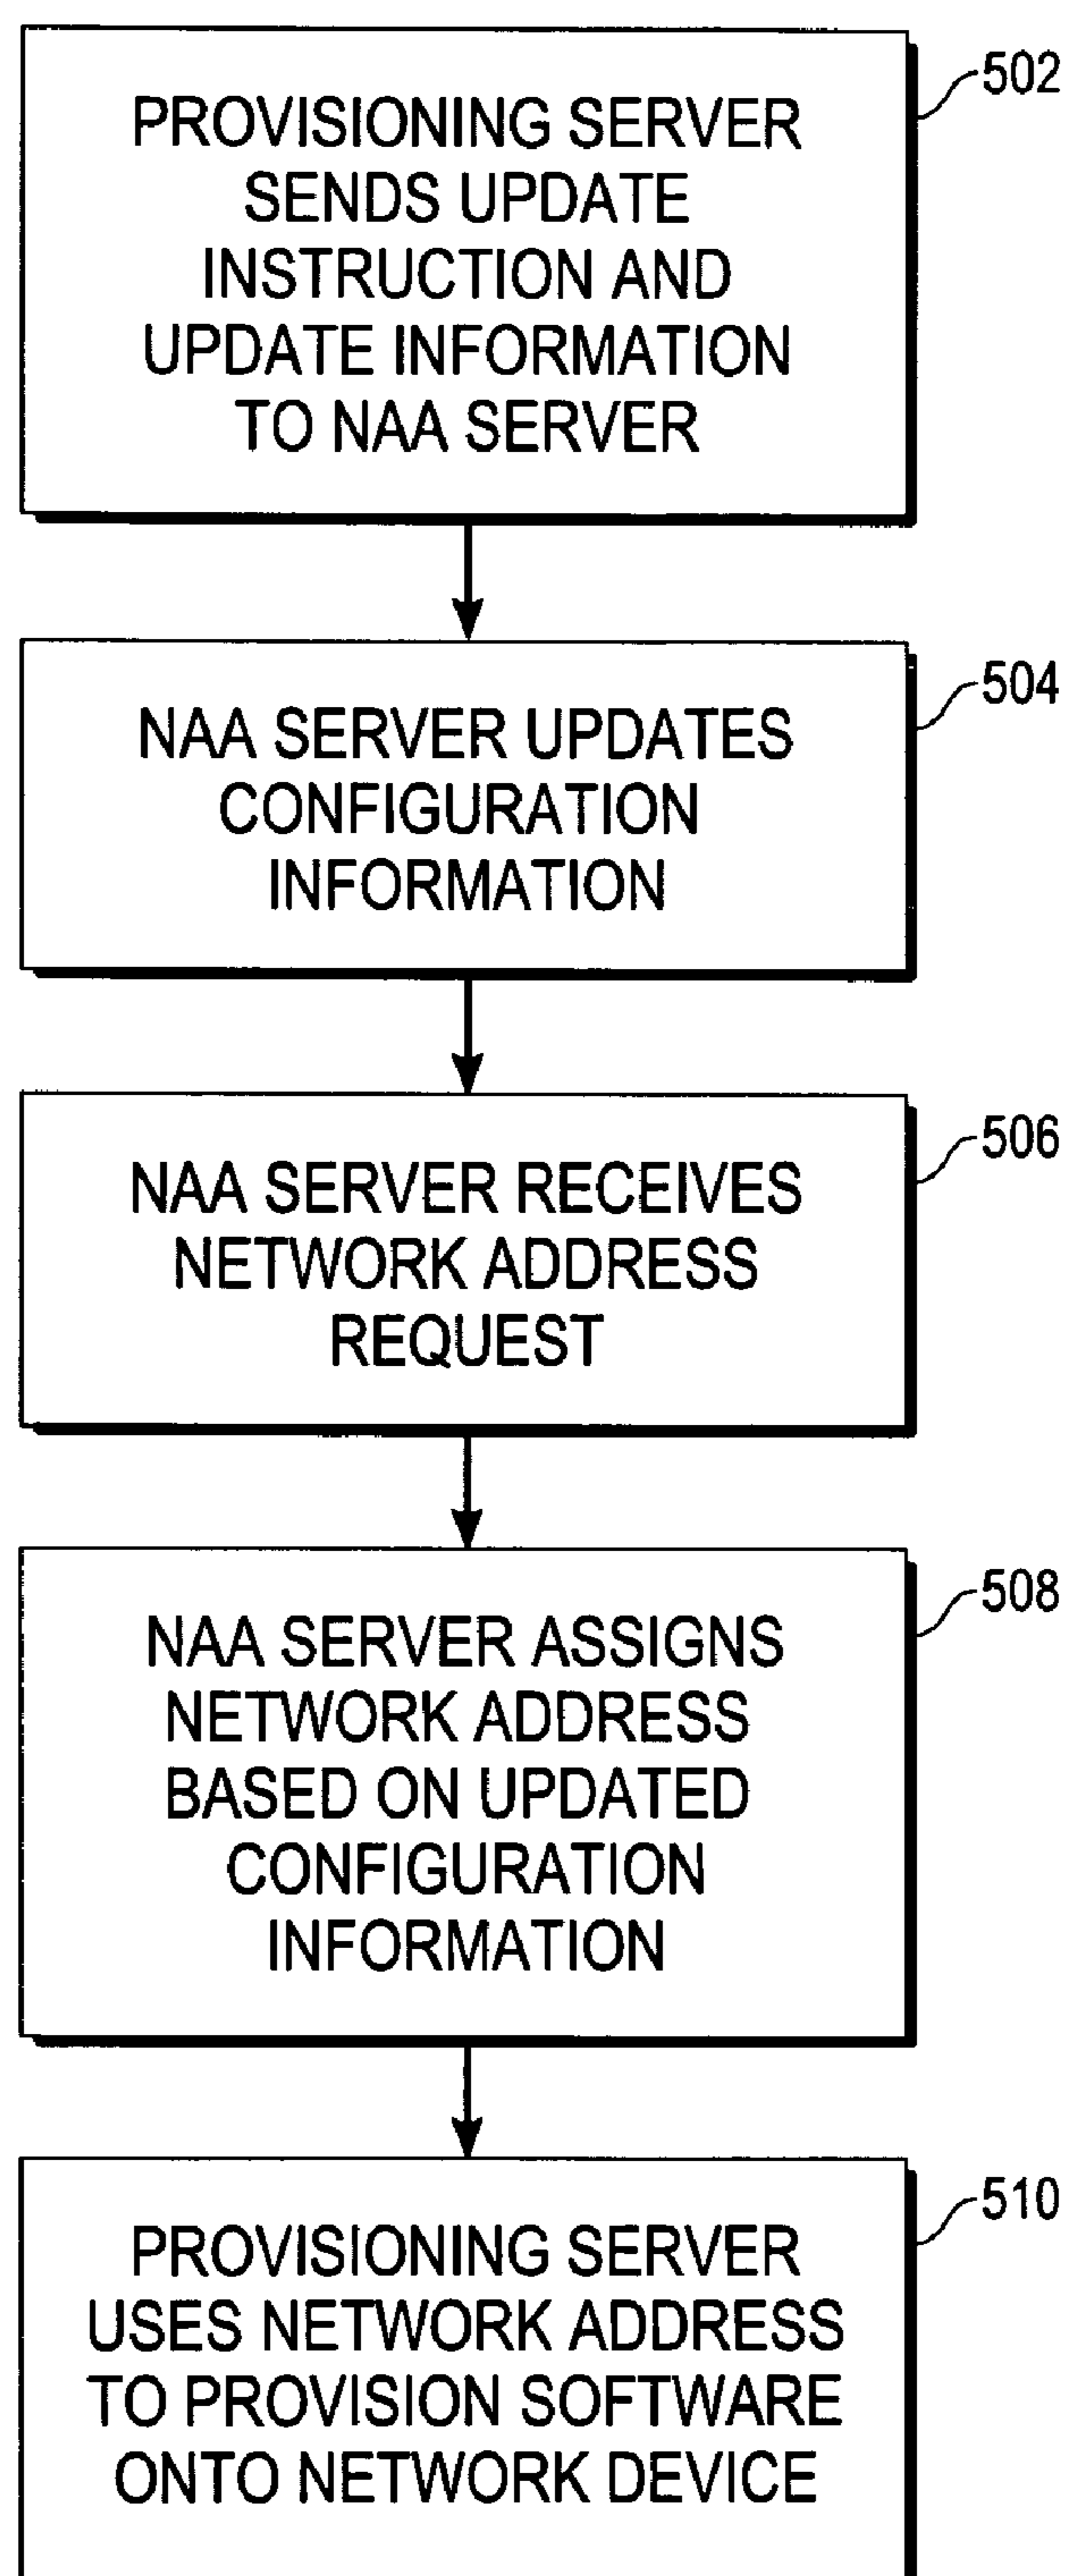 PROVISIONING SERVER
SENDS UPDATE
INSTRUCTION AND
UPDATE INFORMATION
TO NAA SERVER
502
NAA SERVER UPDATES
CONFIGURATION
INFORMATION
504
NAA SERVER RECEIVES
NETWORK ADDRESS
REQUEST
506
NAA SERVER ASSIGNS
NETWORK ADDRESS
BASED ON UPDATED
CONFIGURATION
INFORMATION
508
PROVISIONING SERVER
USES NETWORK ADDRESS
TO PROVISION SOFTWARE
ONTO NETWORK DEVICE
510